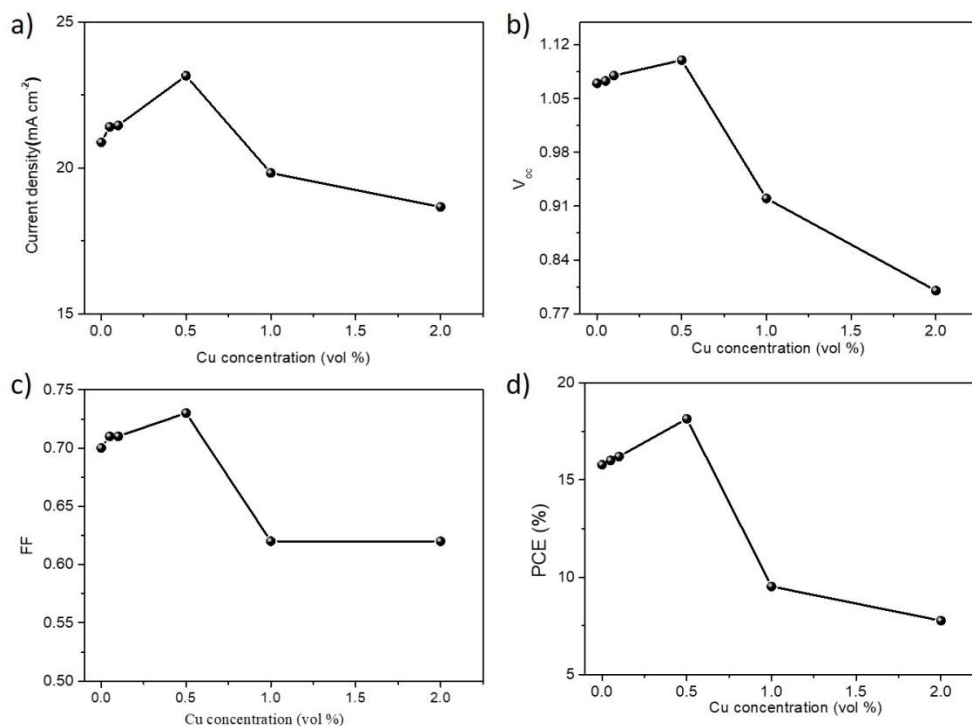 a)
25
20
15
Current density(mA cm⁻²)
0.0 0.5 1.0 1.5 2.0
Cu concentration (vol %)
b)
1.12
1.05
0.98
0.91
0.84
0.77
V_oc
0.0 0.5 1.0 1.5 2.0
Cu concentration (vol %)
c)
0.75
0.70
0.65
0.60
0.55
0.50
FF
0.0 0.5 1.0 1.5 2.0
Cu concentration (vol %)
d)
20
15
10
5
PCE (%)
0.0 0.5 1.0 1.5 2.0
Cu concentration (vol %)